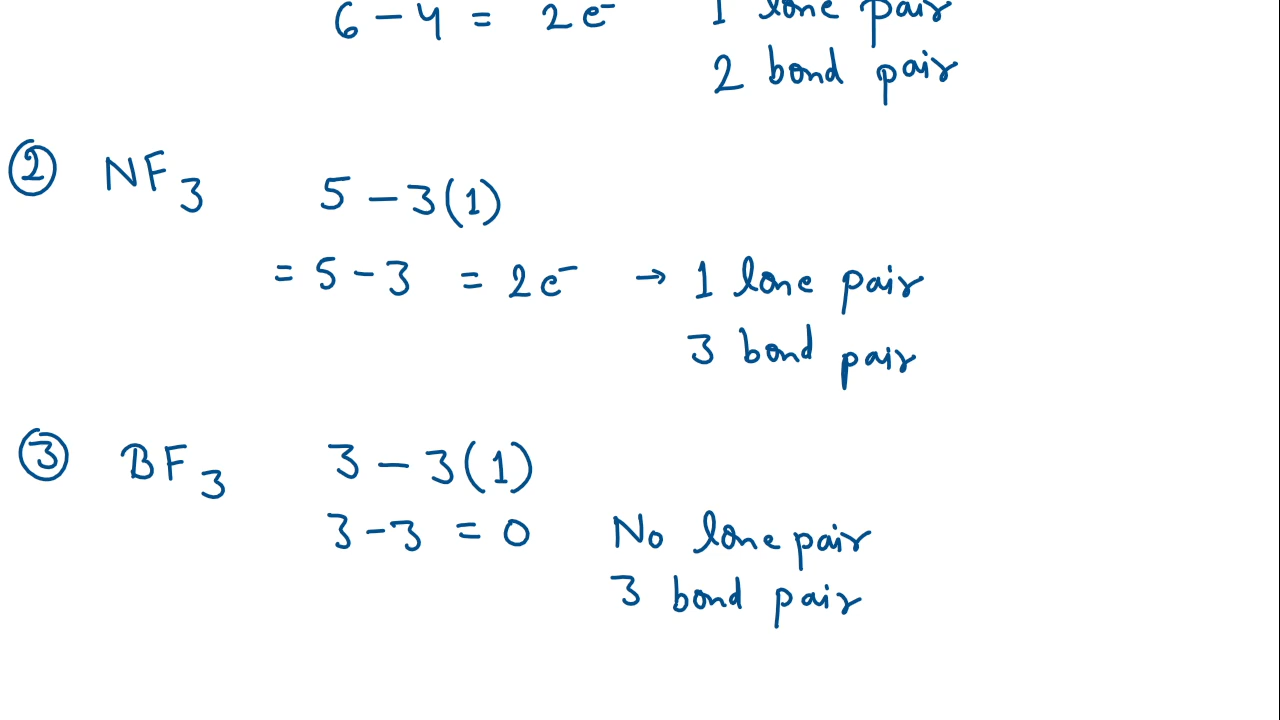 6 - 4 = 2e⁻ 1 lone pair
2 bond pair
② NF₃ 5 - 3(1)
= 5 - 3 = 2e⁻ → 1 lone pair
3 bond pair
③ BF₃ 3 - 3(1)
3 - 3 = 0 No lone pair
3 bond pair